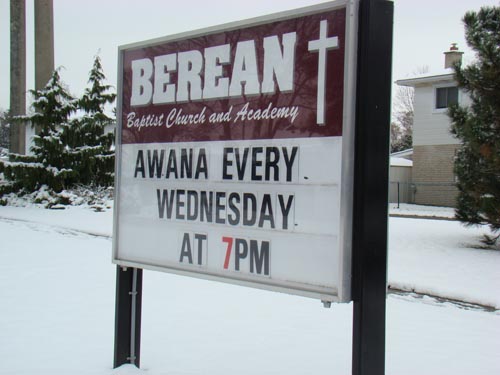 BEREAN
Baptist Church and Academy
AWANA EVERY
WEDNESDAY
AT 7PM